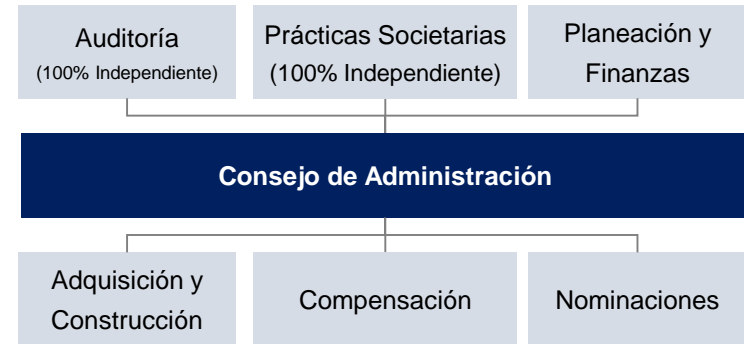 Auditoría
(100% Independiente)
Prácticas Societarias
(100% Independiente)
Planeación y
Finanzas
Consejo de Administración
Adquisición y
Construcción
Compensación
Nominaciones